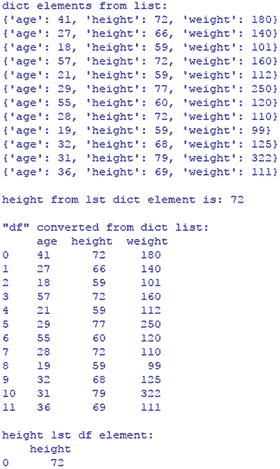 dict elements from list:
{'age': 41, 'height': 72, 'weight': 180}
{'age': 27, 'height': 66, 'weight': 140}
{'age': 18, 'height': 59, 'weight': 101}
{'age': 57, 'height': 72, 'weight': 160}
{'age': 21, 'height': 59, 'weight': 112}
{'age': 29, 'height': 77, 'weight': 250}
{'age': 55, 'height': 60, 'weight': 120}
{'age': 28, 'height': 72, 'weight': 110}
{'age': 19, 'height': 59, 'weight': 99}
{'age': 32, 'height': 68, 'weight': 125}
{'age': 31, 'height': 79, 'weight': 322}
{'age': 36, 'height': 69, 'weight': 111}
height from 1st dict element is: 72
"df" converted from dict list:
age height weight
0 41 72 180
1 27 66 140
2 18 59 101
3 57 72 160
4 21 59 112
5 29 77 250
6 55 60 120
7 28 72 110
8 19 59 99
9 32 68 125
10 31 79 322
11 36 69 111
height 1st df element:
height
0 72